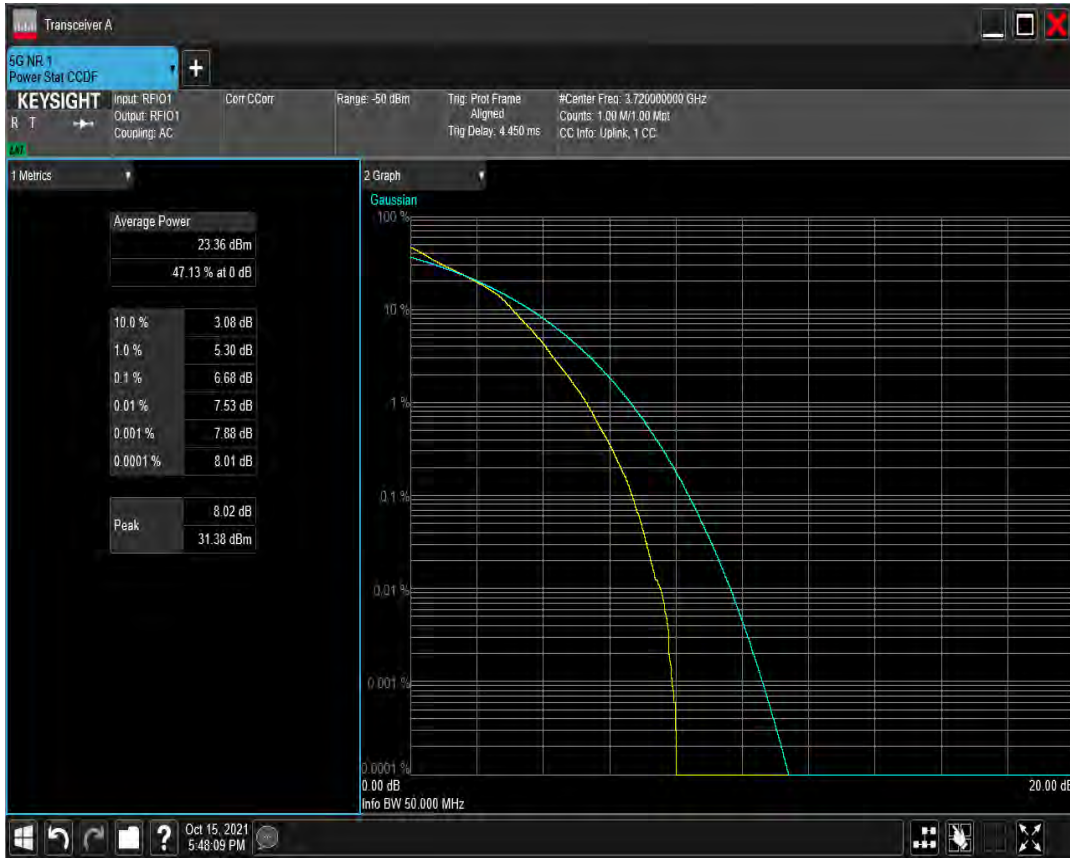 Transceiver A
5G NR 1
Power Stat CCDF
+
KEYSIGHT
R T
LXI
Input: RFIO1
Output: RFIO1
Coupling: AC
Corr CCorr
Range: -50 dBm
Trig: Prot Frame
Aligned
Trig Delay: 4.450 ms
#Center Freq: 3.720000000 GHz
Counts: 1.00 M/1.00 Mpt
CC Info: Uplink, 1 CC
1 Metrics
Average Power
23.36 dBm
47.13 % at 0 dB
10.0 % 3.08 dB
1.0 % 5.30 dB
0.1 % 6.68 dB
0.01 % 7.53 dB
0.001 % 7.88 dB
0.0001 % 8.01 dB
Peak
8.02 dB
31.38 dBm
2 Graph
Gaussian
100 %
10 %
1 %
0.1 %
0.01 %
0.001 %
0.0001 %
0.00 dB
20.00 dB
Info BW 50.000 MHz
?
Oct 15, 2021
5:48:09 PM